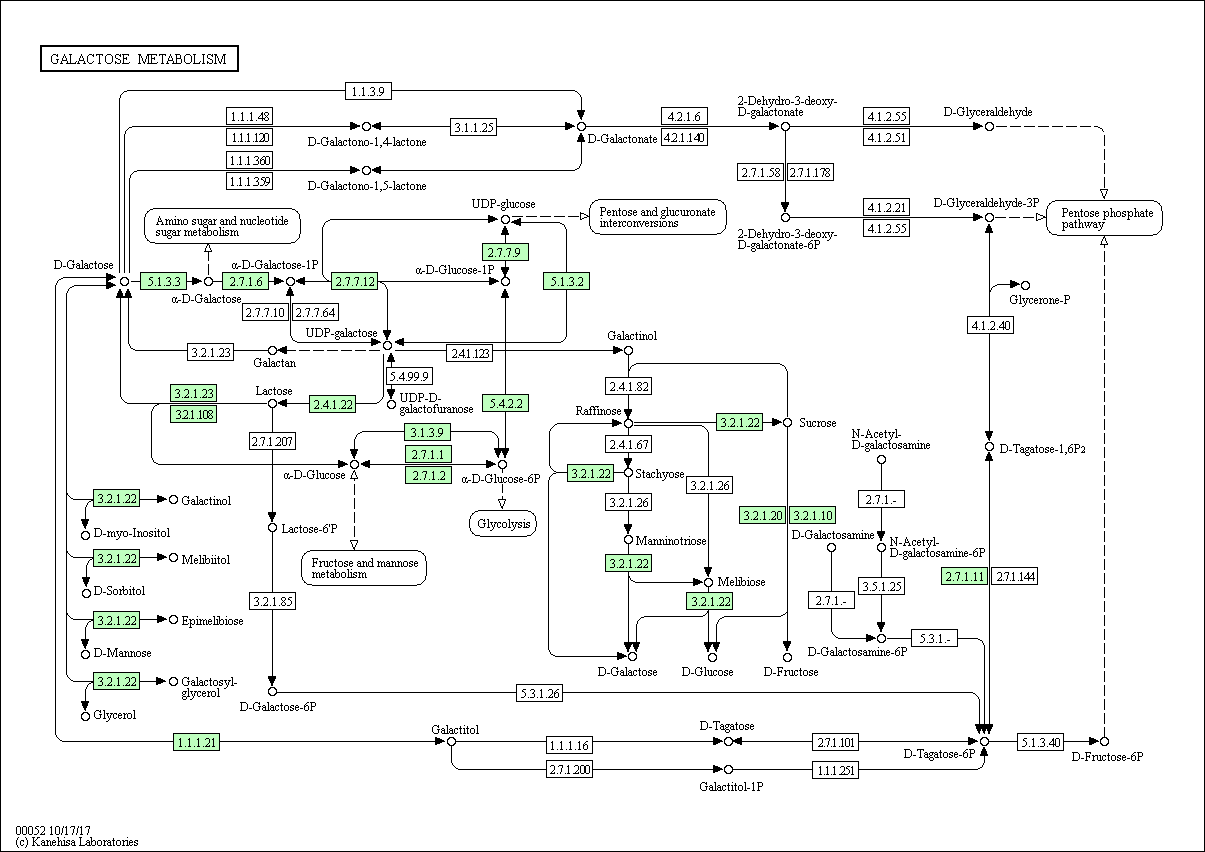 GALACTOSE METABOLISM
1.1.3.9
2-Dehydro-3-deoxy-
D-galactonate
D-Glyceraldehyde
1.1.1.48
1.1.1.120
D-Galactono-1,4-lactone
3.1.1.25
D-Galactonate
4.2.1.6
4.2.1.140
4.1.2.55
4.1.2.51
1.1.1.360
1.1.1.359
D-Galactono-1,5-lactone
2.7.1.58
2.7.1.178
UDP-glucose
Amino sugar and nucleotide
sugar metabolism
Pentose and glucuronate
interconversions
2-Dehydro-3-deoxy-
D-galactonate-6P
4.1.2.21
4.1.2.55
D-Glyceraldehyde-3P
Pentose phosphate
pathway
2.7.7.9
D-Galactose
α-D-Galactose-1P
α-D-Glucose-1P
5.1.3.3
α-D-Galactose
2.7.1.6
2.7.7.12
5.1.3.2
Glycerone-P
2.7.7.10
2.7.7.64
4.1.2.40
UDP-galactose
Galactinol
3.2.1.23
Galactan
2.4.1.123
5.4.99.9
2.4.1.82
3.2.1.23
3.2.1.108
Lactose
2.4.1.22
UDP-D-
galactofuranose
5.4.2.2
Raffinose
3.2.1.22
Sucrose
2.7.1.207
3.1.3.9
2.7.1.1
2.7.1.2
α-D-Glucose
α-D-Glucose-6P
2.4.1.67
3.2.1.22
Stachyose
N-Acetyl-
D-galactosamine
D-Tagatose-1,6P2
3.2.1.26
3.2.1.26
2.7.1.-
3.2.1.22
Galactinol
D-myo-Inositol
Lactose-6'P
Glycolysis
3.2.1.20
3.2.1.10
D-Galactosamine
N-Acetyl-
D-galactosamine-6P
Manninotriose
3.2.1.22
Melibiitol
D-Sorbitol
Fructose and mannose
metabolism
3.2.1.22
Melibiose
3.2.1.22
2.7.1.-
3.5.1.25
2.7.1.11
2.7.1.144
3.2.1.85
3.2.1.22
Epimelibiose
D-Mannose
5.3.1.-
D-Galactosamine-6P
D-Galactose
D-Glucose
D-Fructose
3.2.1.22
Galactosyl-
glycerol
Glycerol
D-Galactose-6P
5.3.1.26
1.1.1.21
Galactitol
1.1.1.16
D-Tagatose
2.7.1.101
D-Tagatose-6P
5.1.3.40
D-Fructose-6P
2.7.1.200
Galactitol-1P
1.1.1.251
00052 10/17/17
(c) Kanehisa Laboratories